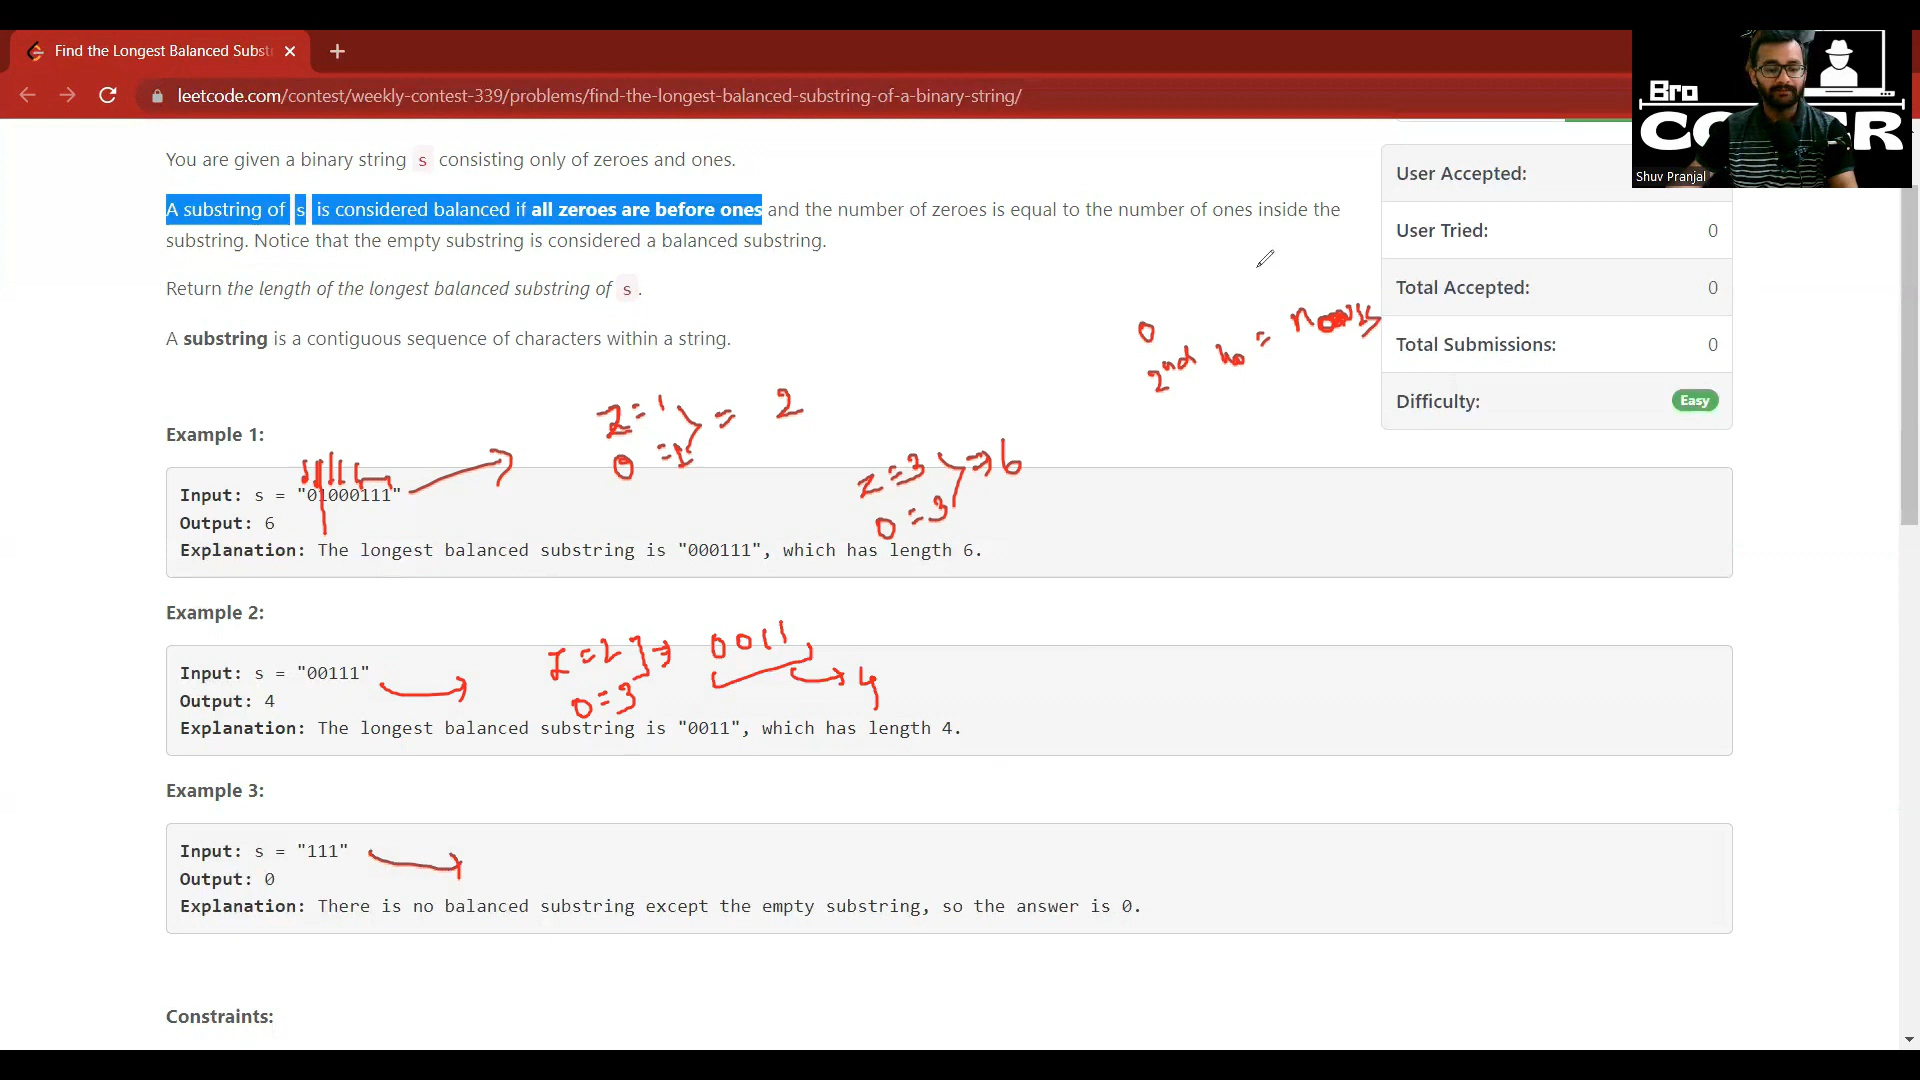 Find the Longest Balanced Subst
leetcode.com/contest/weekly-contest-339/problems/find-the-longest-balanced-substring-of-a-binary-string/
Bro
CODER
Shuv Pranjal
You are given a binary string s consisting only of zeroes and ones.
A substring of s is considered balanced if all zeroes are before ones and the number of zeroes is equal to the number of ones inside the
substring. Notice that the empty substring is considered a balanced substring.
Return the length of the longest balanced substring of s.
A substring is a contiguous sequence of characters within a string.
User Accepted:
User Tried: 0
Total Accepted: 0
Total Submissions: 0
Difficulty: Easy
0
2nd no =
Z = 1
0 = 1
= 2
Example 1:
Z = 3
0 = 3
⇒ 6
Input: s = "01000111"
Output: 6
Explanation: The longest balanced substring is "000111", which has length 6.
Example 2:
Z = 2
0 = 3
⇒ 0011
4
Input: s = "00111"
Output: 4
Explanation: The longest balanced substring is "0011", which has length 4.
Example 3:
Input: s = "111"
Output: 0
Explanation: There is no balanced substring except the empty substring, so the answer is 0.
Constraints: